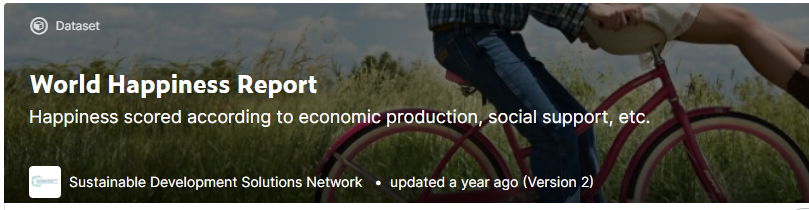 Dataset
World Happiness Report
Happiness scored according to economic production, social support, etc.
Sustainable Development Solutions Network • updated a year ago (Version 2)